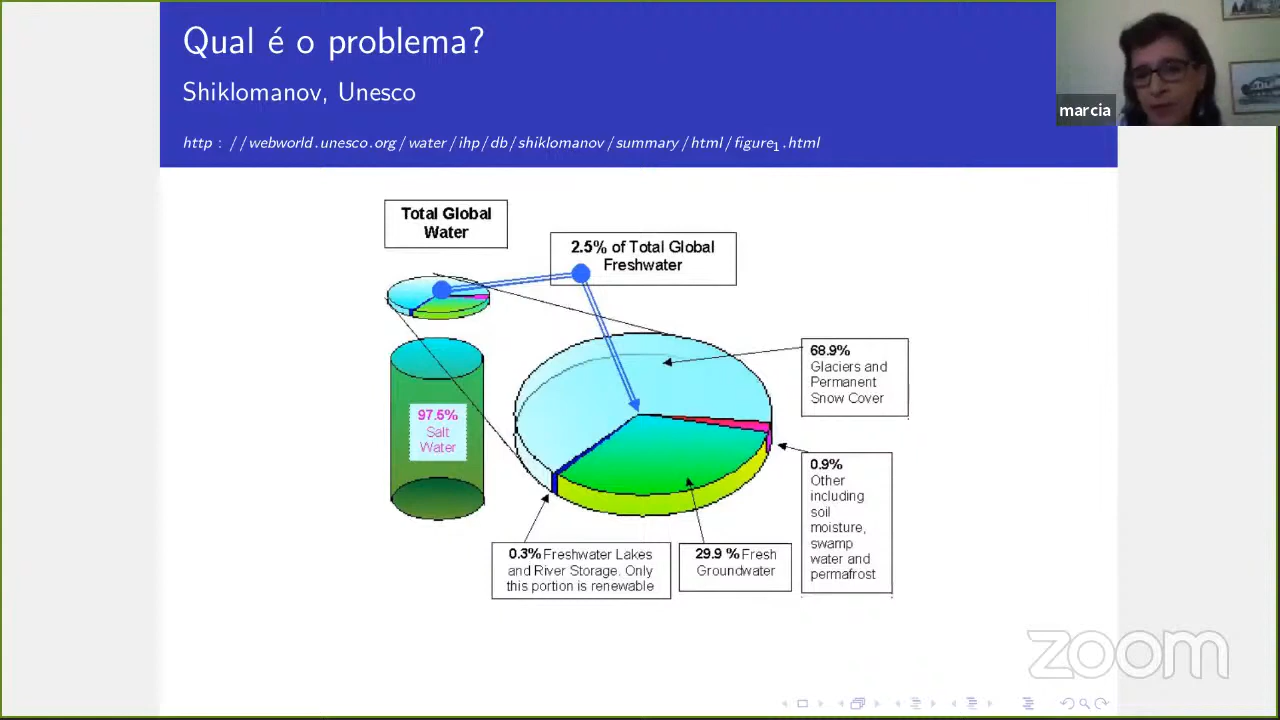 Qual é o problema?
Shiklomanov, Unesco
http : //webworld.unesco.org/water/ihp/db/shiklomanov/summary/html/figure1.html
marcia
Total Global
Water
2.5% of Total Global
Freshwater
68.9%
Glaciers and
Permanent
Snow Cover
97.5%
Salt
Water
0.9%
Other
including
soil
moisture,
swamp
water and
permafrost
0.3% Freshwater Lakes
and River Storage. Only
this portion is renewable
29.9 % Fresh
Groundwater
zoom